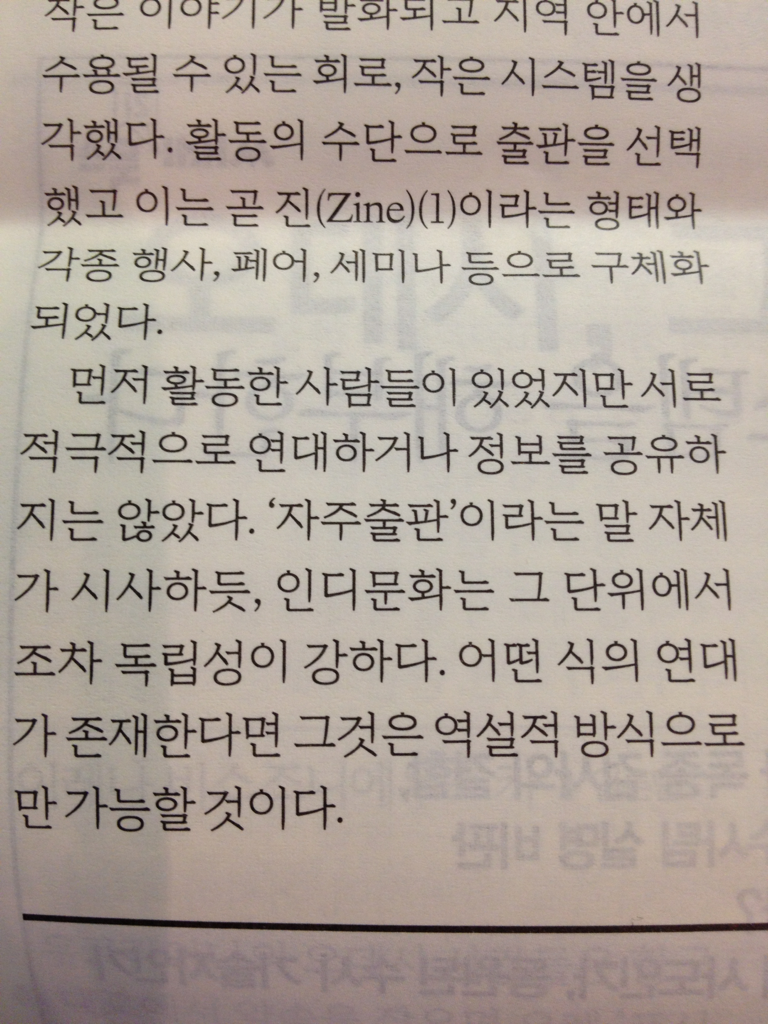 작은 이야기가 발화되고 지역 안에서
수용될 수 있는 회로, 작은 시스템을 생
각했다. 활동의 수단으로 출판을 선택
했고 이는 곧 진(Zine)(1)이라는 형태와
각종 행사, 페어, 세미나 등으로 구체화
되었다.
먼저 활동한 사람들이 있었지만 서로
적극적으로 연대하거나 정보를 공유하
지는 않았다. ‘자주출판’이라는 말 자체
가 시사하듯, 인디문화는 그 단위에서
조차 독립성이 강하다. 어떤 식의 연대
가 존재한다면 그것은 역설적 방식으로
만 가능할 것이다.